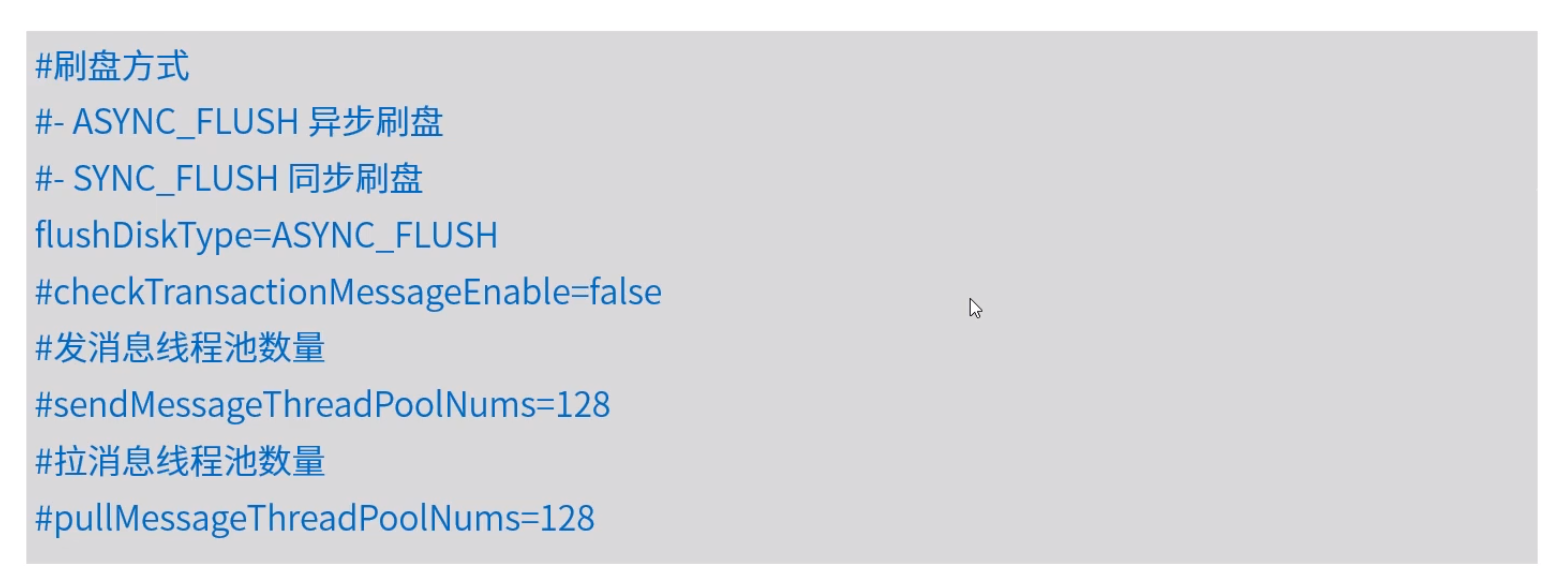 #刷盘方式
#- ASYNC_FLUSH 异步刷盘
#- SYNC_FLUSH 同步刷盘
flushDiskType=ASYNC_FLUSH
#checkTransactionMessageEnable=false
#发消息线程池数量
#sendMessageThreadPoolNums=128
#拉消息线程池数量
#pullMessageThreadPoolNums=128